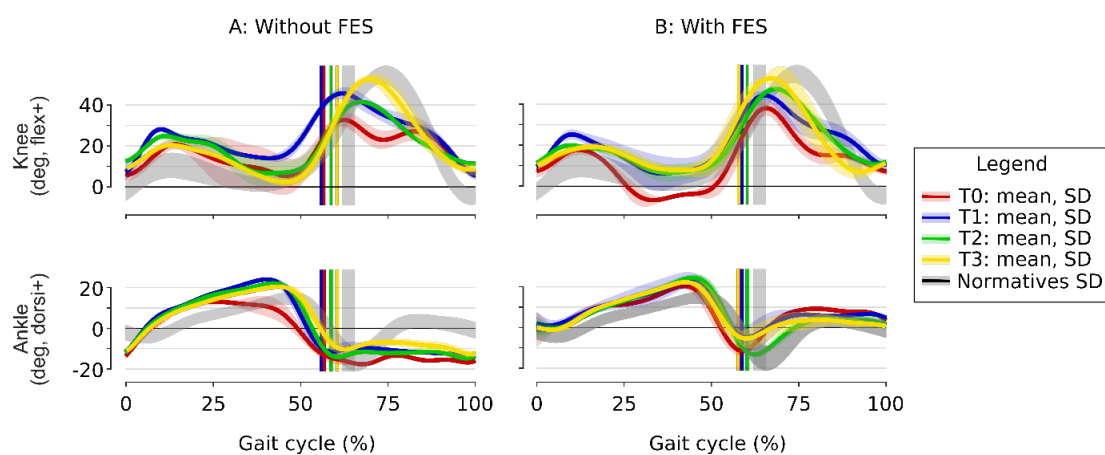 A: Without FES
B: With FES
Knee
(deg, flex+)
40
20
0
Ankle
(deg, dorsi+)
20
0
-20
0
25
50
75
100
0
25
50
75
100
Gait cycle (%)
Gait cycle (%)
Legend
T0: mean, SD
T1: mean, SD
T2: mean, SD
T3: mean, SD
Normatives SD